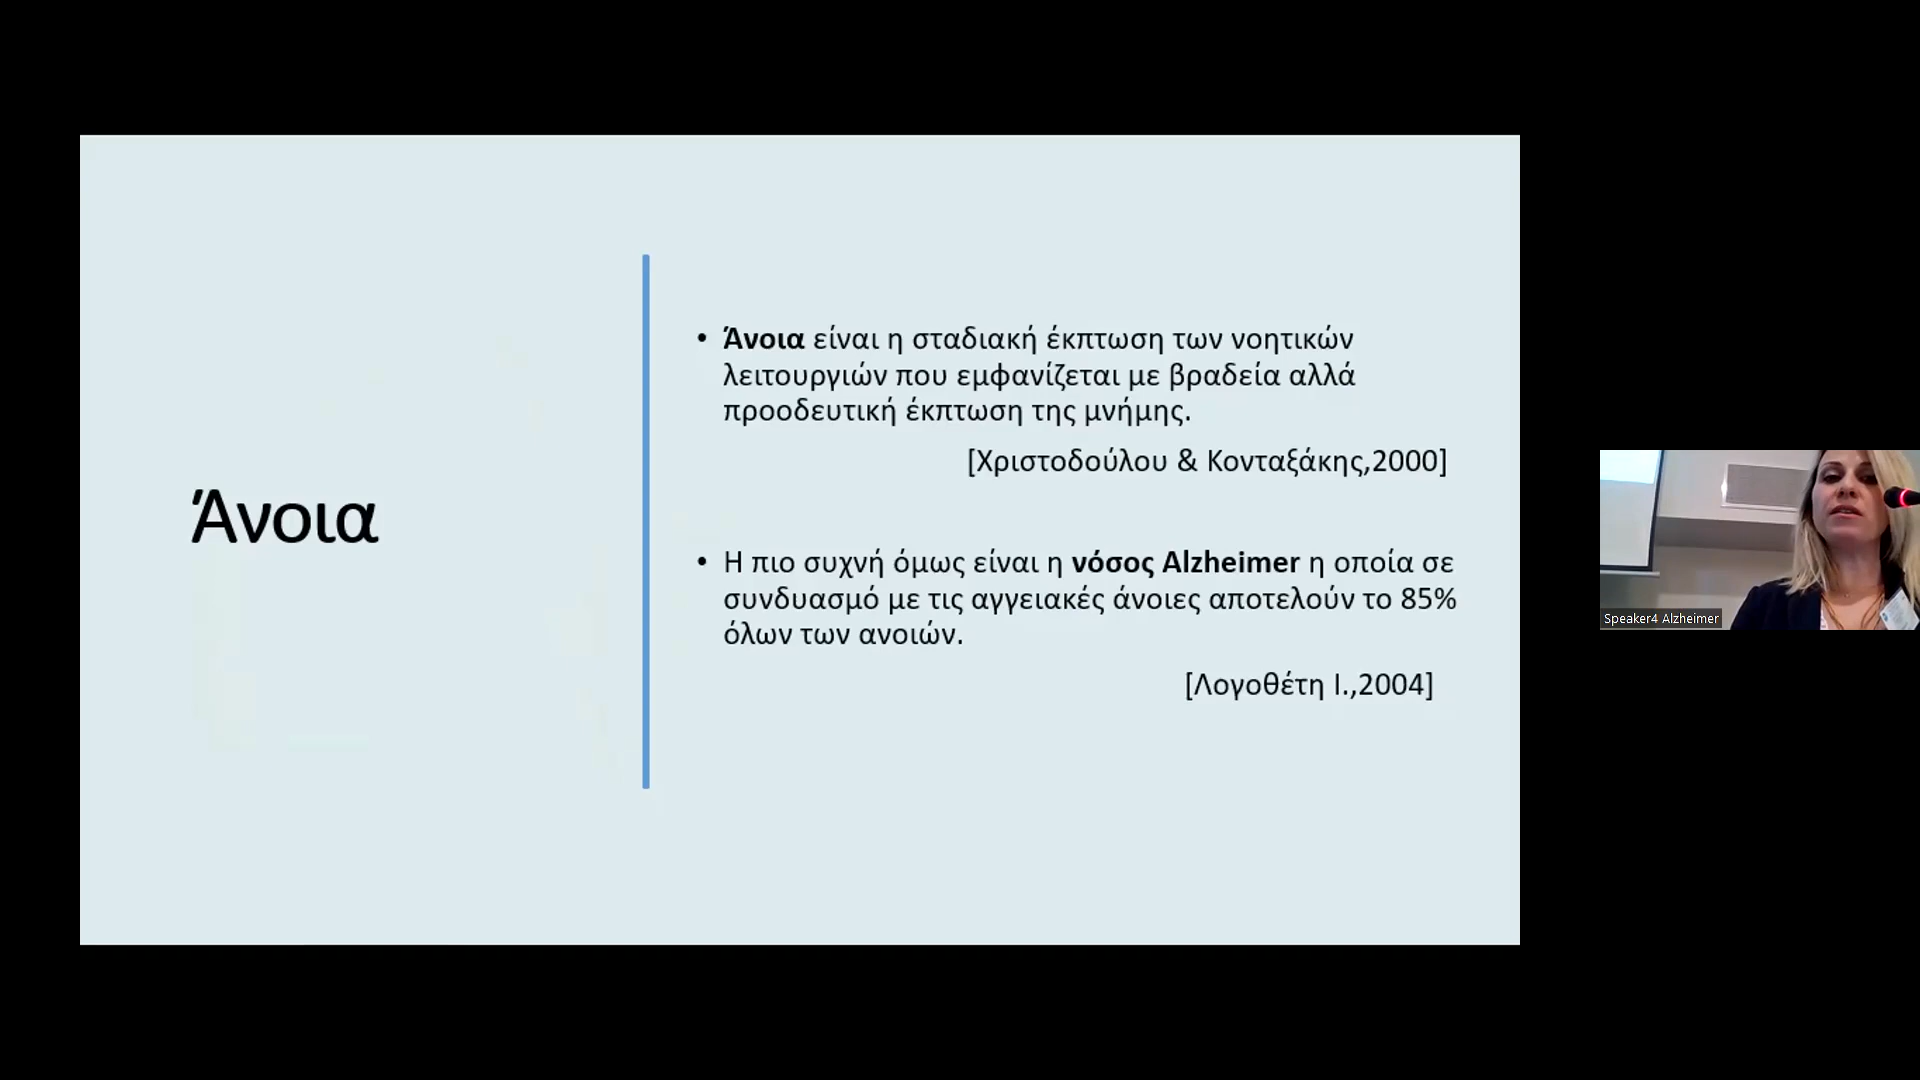 Άνοια
• Άνοια είναι η σταδιακή έκπτωση των νοητικών
λειτουργιών που εμφανίζεται με βραδεία αλλά
προοδευτική έκπτωση της μνήμης.
[Χριστοδούλου & Κονταξάκης,2000]
• Η πιο συχνή όμως είναι η νόσος Alzheimer η οποία σε
συνδυασμό με τις αγγειακές άνοιες αποτελούν το 85%
όλων των ανοιών.
[Λογοθέτη Ι.,2004]
Speaker4 Alzheimer